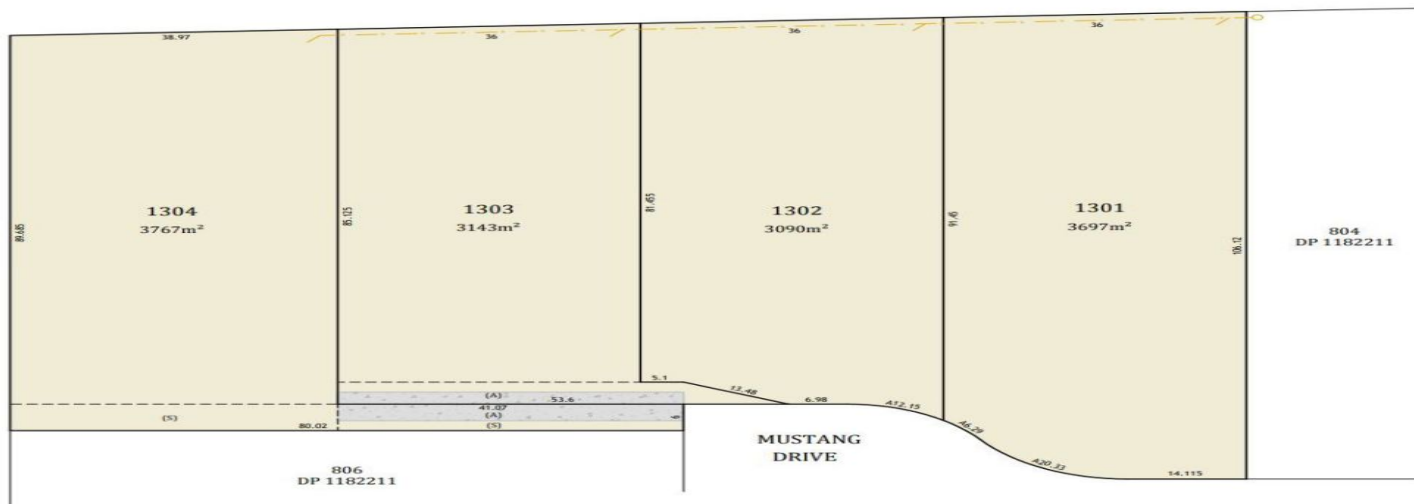 38.97
36
36
36
1304
3767m²
1303
3143m²
1302
3090m²
1301
3697m²
804
DP 1182211
89.685
85.125
81.455
91.45
106.12
5.1
13.48
6.98
A12.15
A6.29
A20.33
14.115
(A)
53.6
41.07
(A)
6
(S)
80.02
(S)
MUSTANG
DRIVE
806
DP 1182211